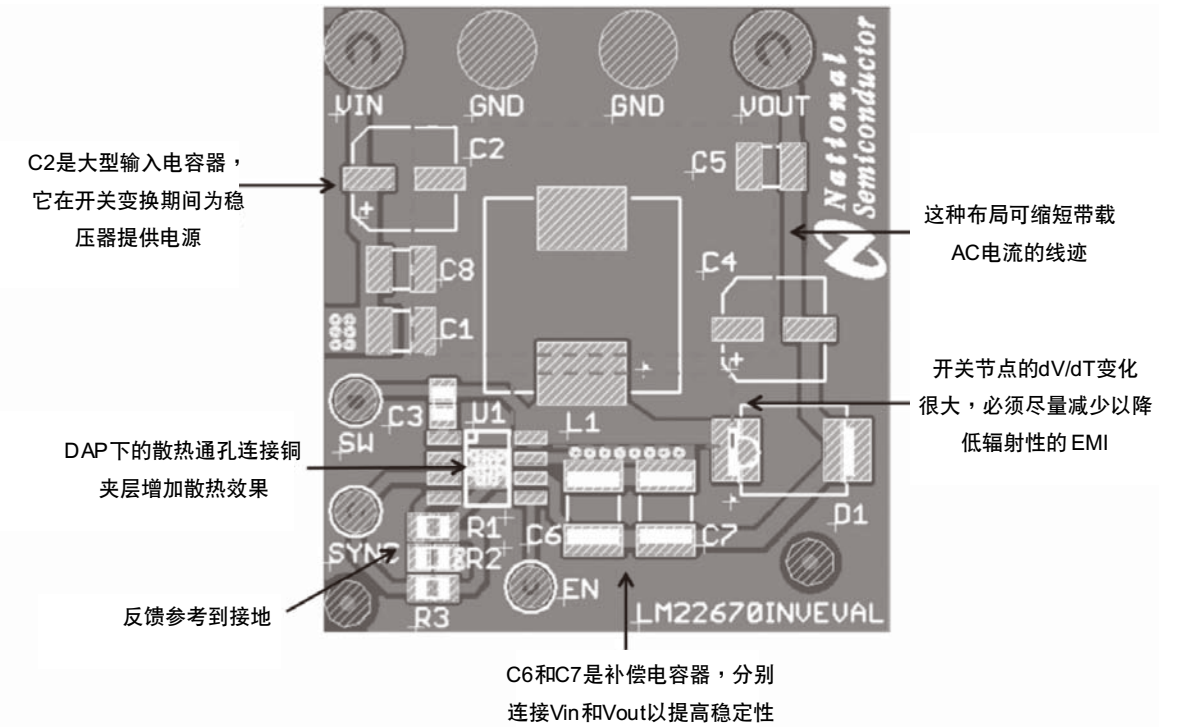 VIN
GND
GND
VOUT
National
Semiconductor
C2
C5
C2是大型输入电容器，
它在开关变换期间为稳
压器提供电源
这种布局可缩短带载
AC电流的线迹
C8
C4
C1
开关节点的dV/dT变化
很大，必须尽量减少以降
低辐射性的 EMI
C3
U1
L1
SW
DAP下的散热通孔连接铜
夹层增加散热效果
D1
R1
C6
C7
SYNC
R2
EN
反馈参考到接地
R3
LM22670INVEVAL
C6和C7是补偿电容器，分别
连接Vin和Vout以提高稳定性